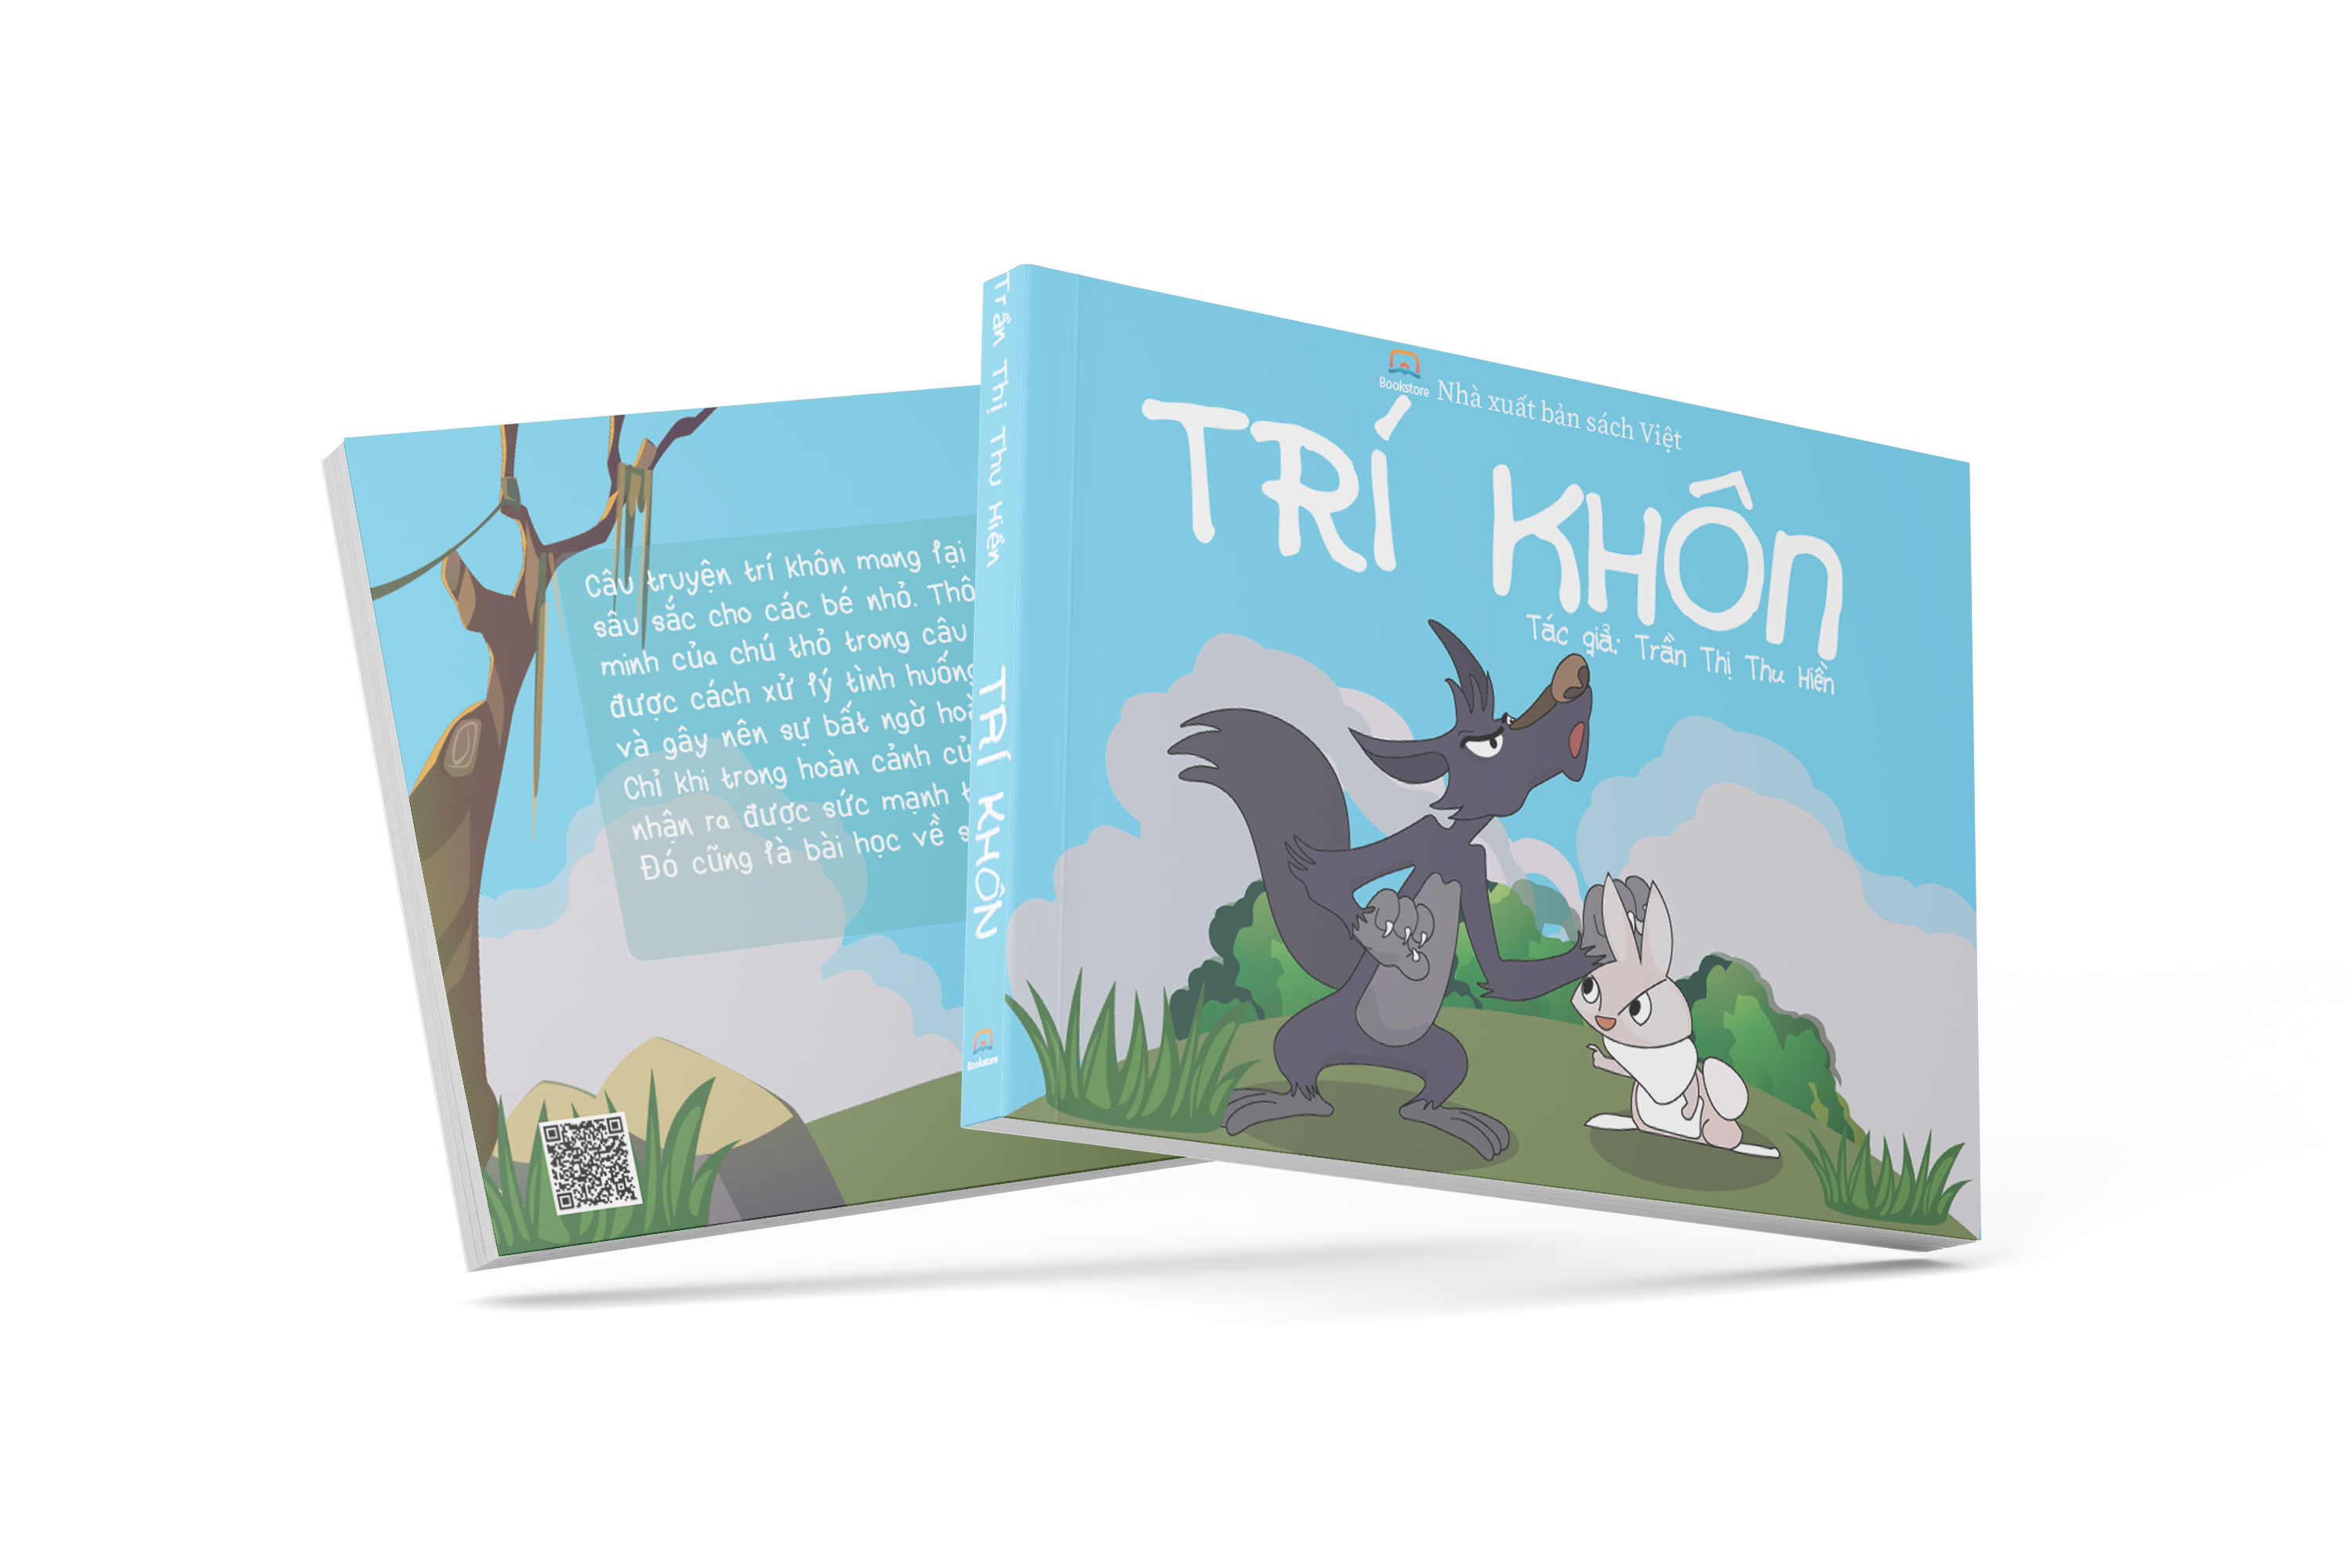 Câu truyện trí khôn mang lại
sâu sắc cho các bé nhỏ.
minh của chú thỏ trong câu
được cách xử lý tình huống
và gây nên sự bất ngờ
Chỉ khi trong hoàn cảnh
nhận ra được sức mạnh
Đó cũng là bài học về
Trần Thị Thu Hiền
TRÍ KHÔN
Bookstore
Bookstore
Nhà xuất bản sách Việt
TRÍ KHÔN
Tác giả: Trần Thị Thu Hiền